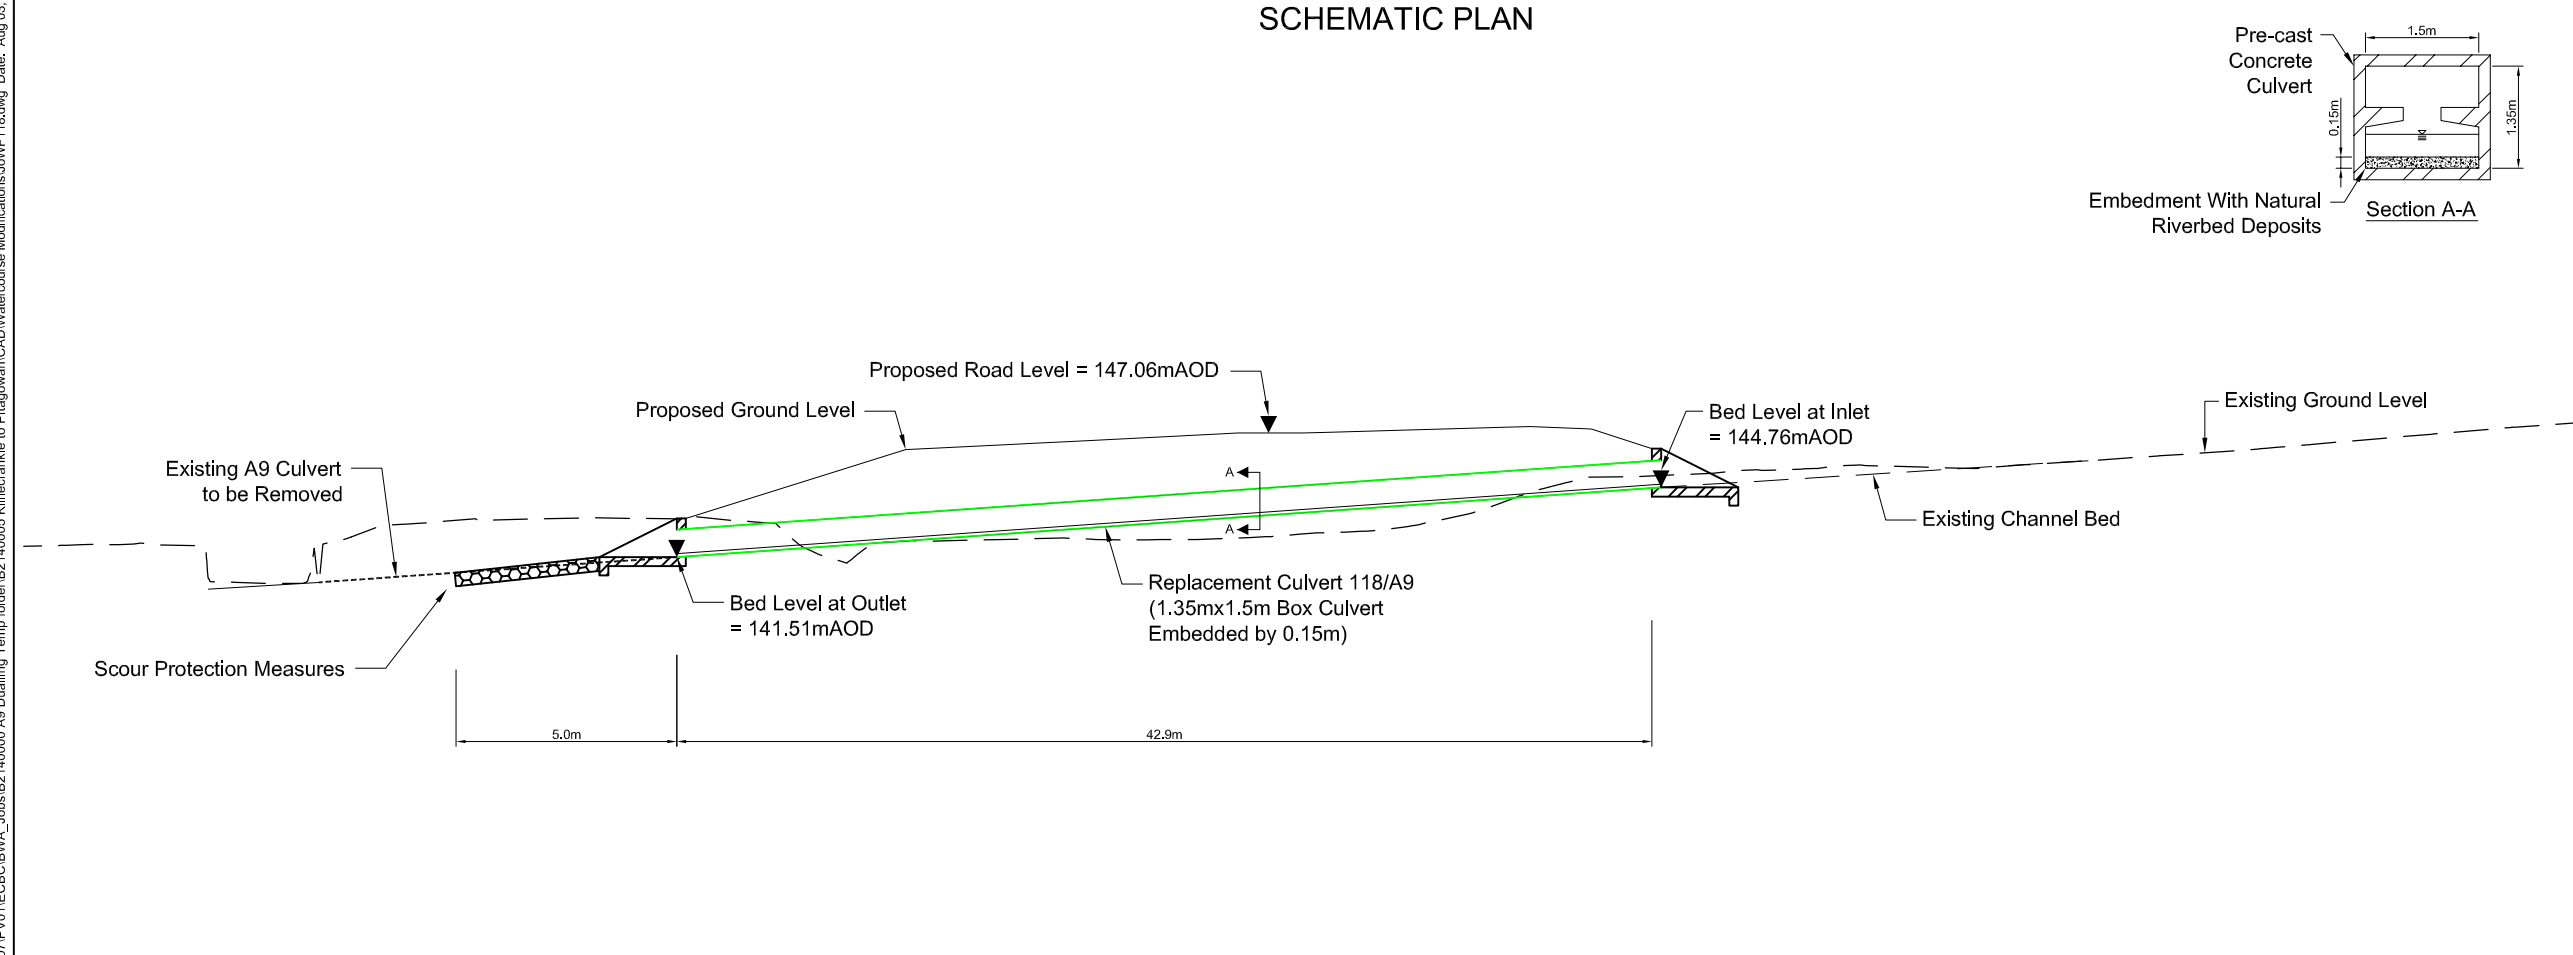 SCHEMATIC PLAN
Pre-cast
Concrete
Culvert
1.5m
0.15m
1.35m
Embedment With Natural
Riverbed Deposits
Section A-A
Proposed Road Level = 147.06mAOD
Proposed Ground Level
Bed Level at Inlet
= 144.76mAOD
Existing Ground Level
Existing A9 Culvert
to be Removed
A
A
Existing Channel Bed
Replacement Culvert 118/A9
(1.35mx1.5m Box Culvert
Embedded by 0.15m)
Bed Level at Outlet
= 141.51mAOD
Scour Protection Measures
5.0m
42.9m